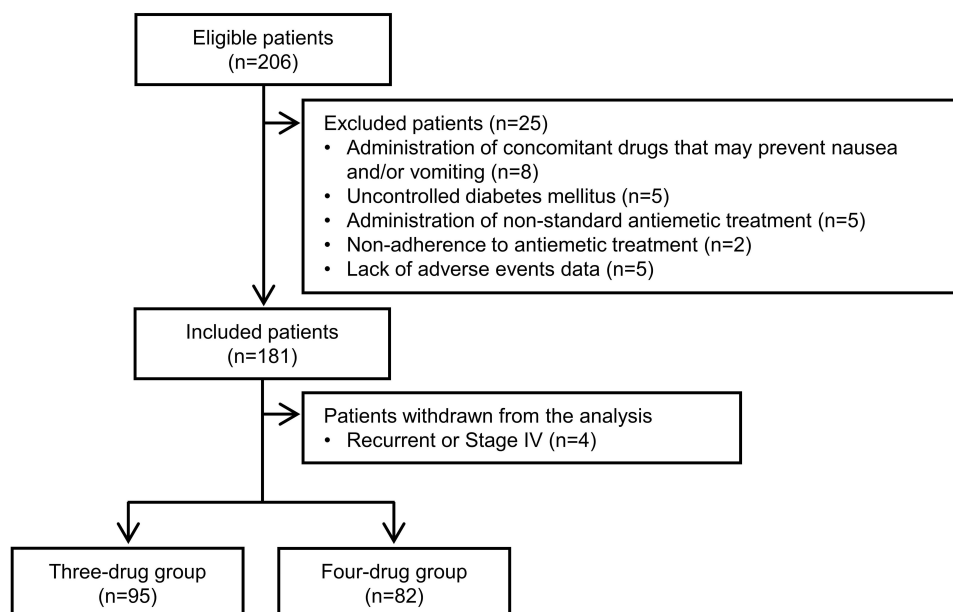 Eligible patients
(n=206)
Excluded patients (n=25)
• Administration of concomitant drugs that may prevent nausea
and/or vomiting (n=8)
• Uncontrolled diabetes mellitus (n=5)
• Administration of non-standard antiemetic treatment (n=5)
• Non-adherence to antiemetic treatment (n=2)
• Lack of adverse events data (n=5)
Included patients
(n=181)
Patients withdrawn from the analysis
• Recurrent or Stage IV (n=4)
Three-drug group
(n=95)
Four-drug group
(n=82)